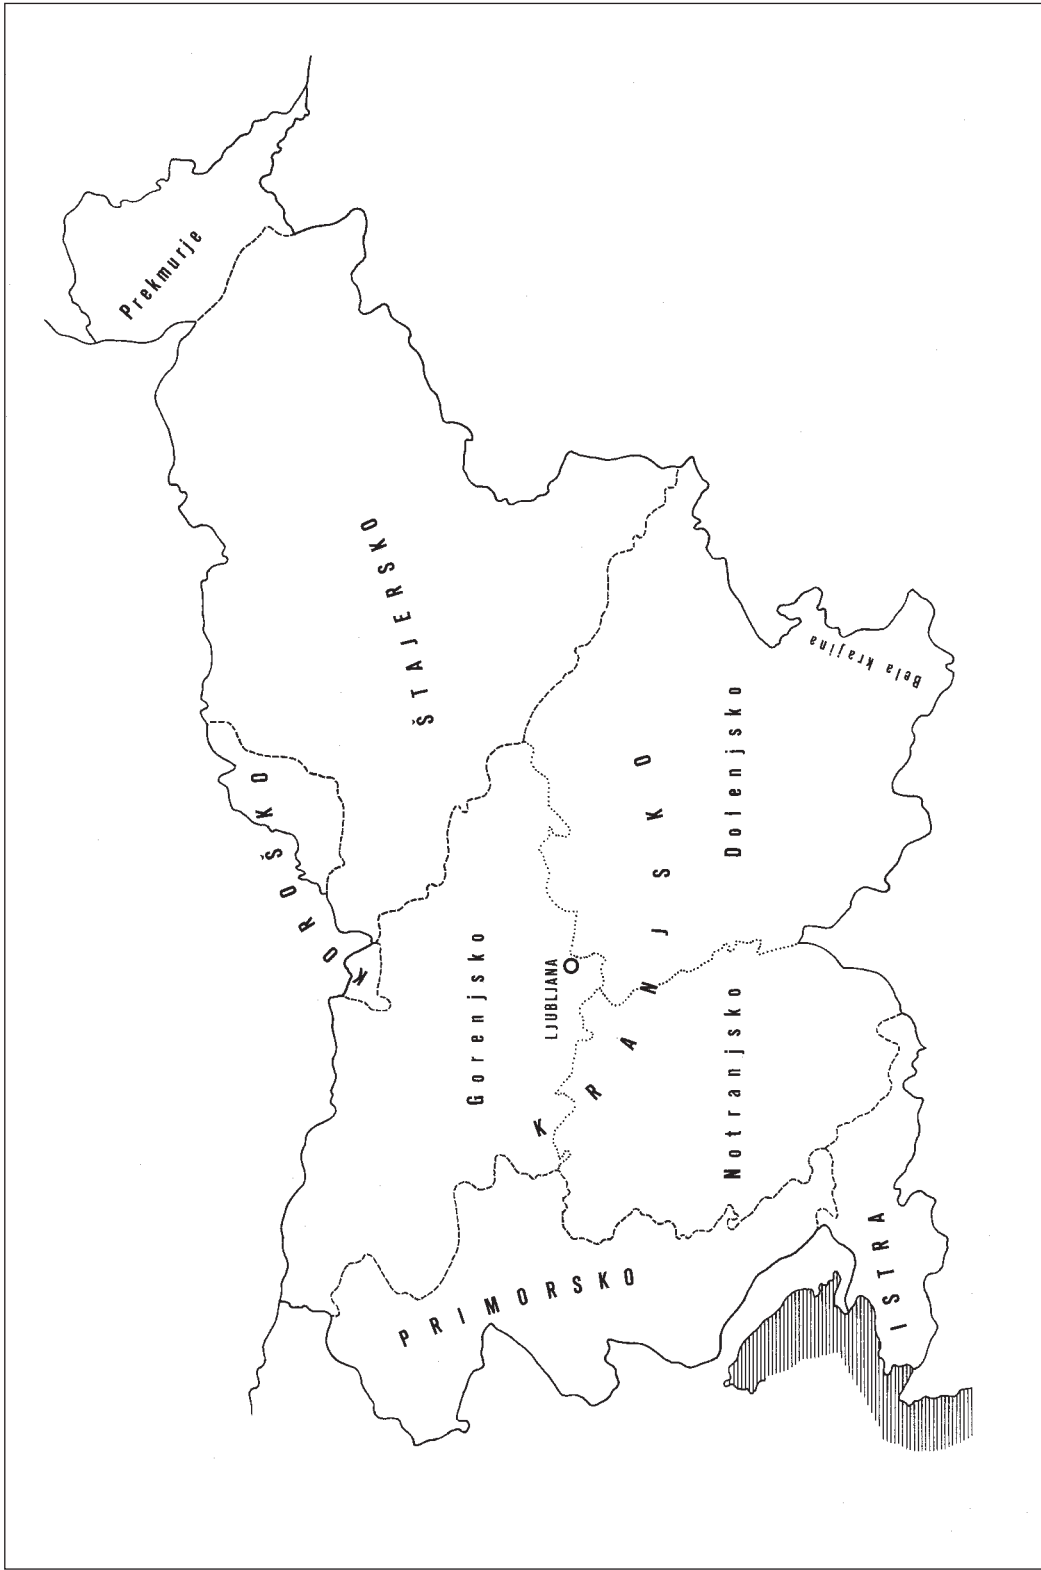 Prekmurje
KOROŠKO
ŠTAJERSKO
Gorenjsko
LJUBLJANA
KRANJSKO
PRIMORSKO
Notranjsko
Dolenjsko
Bela krajina
ISTRA